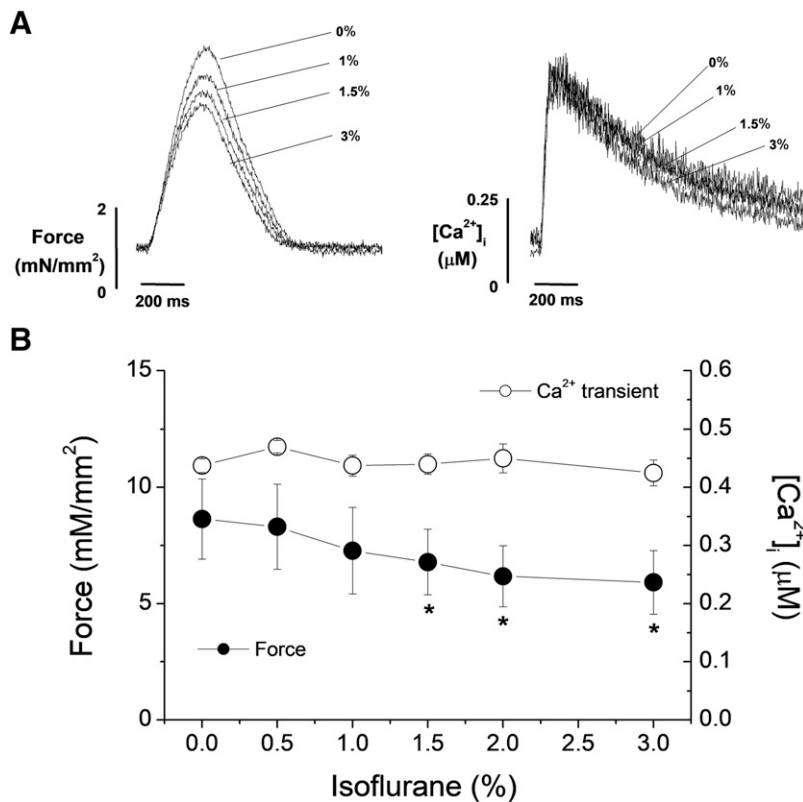 A
0%
1%
1.5%
3%
2
Force
(mN/mm²)
0
200 ms
0%
1%
1.5%
3%
0.25
[Ca²⁺]i
(μM)
0
200 ms
B
15
10
5
0
Force (mM/mm²)
Ca²⁺ transient
Force
*
*
*
0.6
0.5
0.4
0.3
0.2
0.1
0.0
[Ca²⁺]i (μM)
0.0 0.5 1.0 1.5 2.0 2.5 3.0
Isoflurane (%)